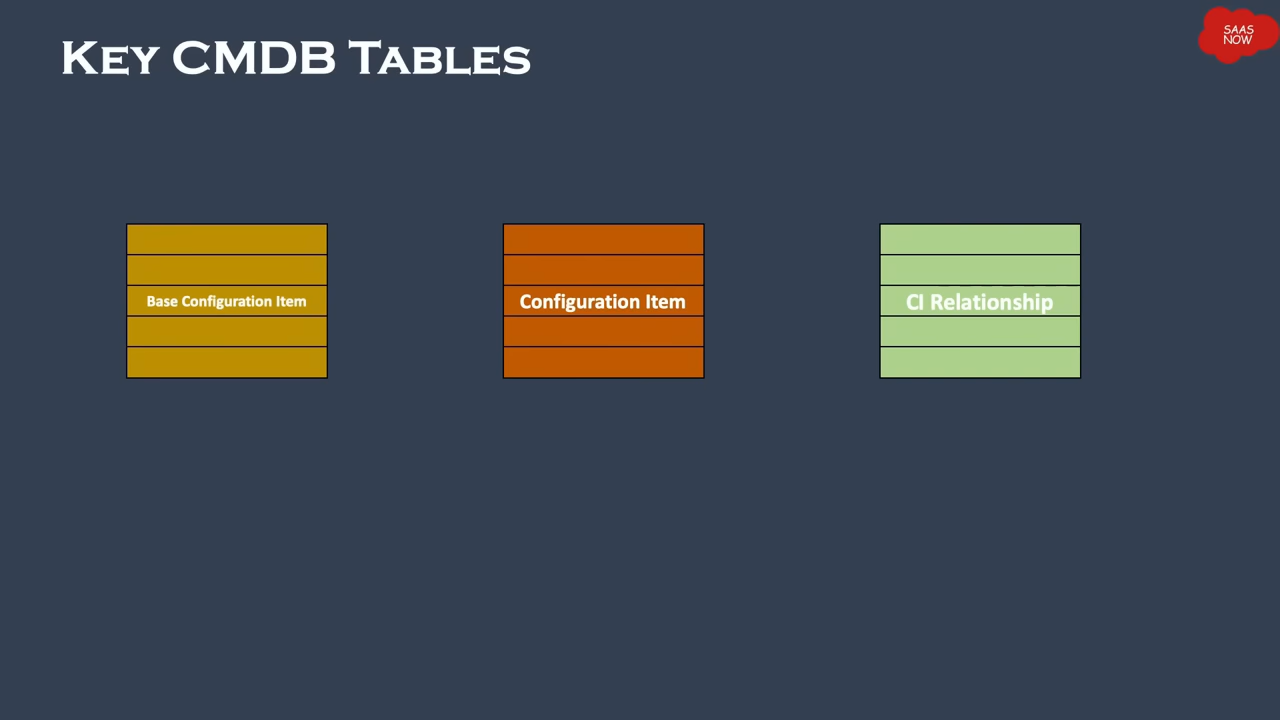 KEY CMDB TABLES
SAAS
NOW
Base Configuration Item
Configuration Item
CI Relationship